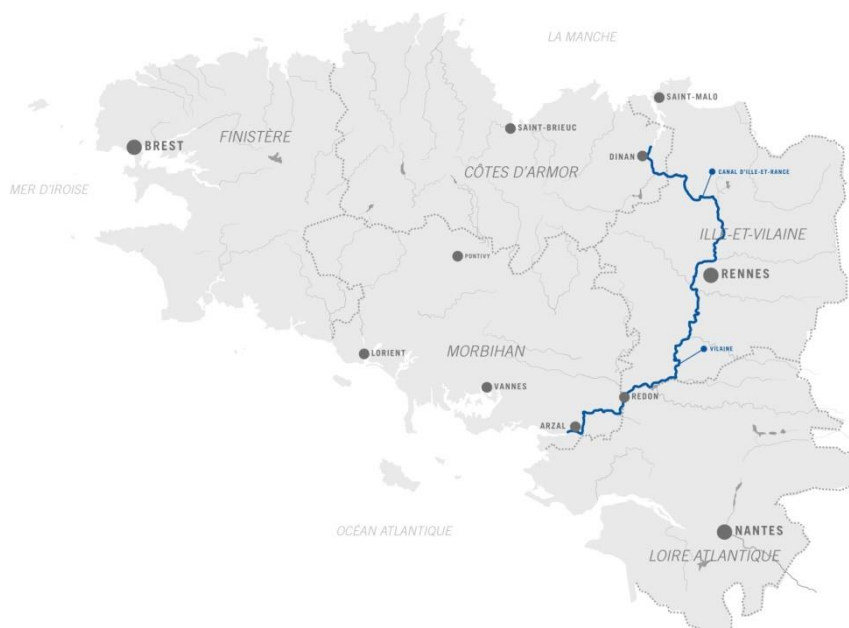 LA MANCHE
SAINT-MALO
SAINT-BRIEUC
FINISTÈRE
BREST
DINAN
CÔTES D'ARMOR
CANAL D'ILLE-ET-RANCE
MER D'IROISE
ILLE-ET-VILAINE
PONTIVY
RENNES
LORIENT
MORBIHAN
VILAINE
VANNES
REDON
ARZAL
OCÉAN ATLANTIQUE
NANTES
LOIRE ATLANTIQUE